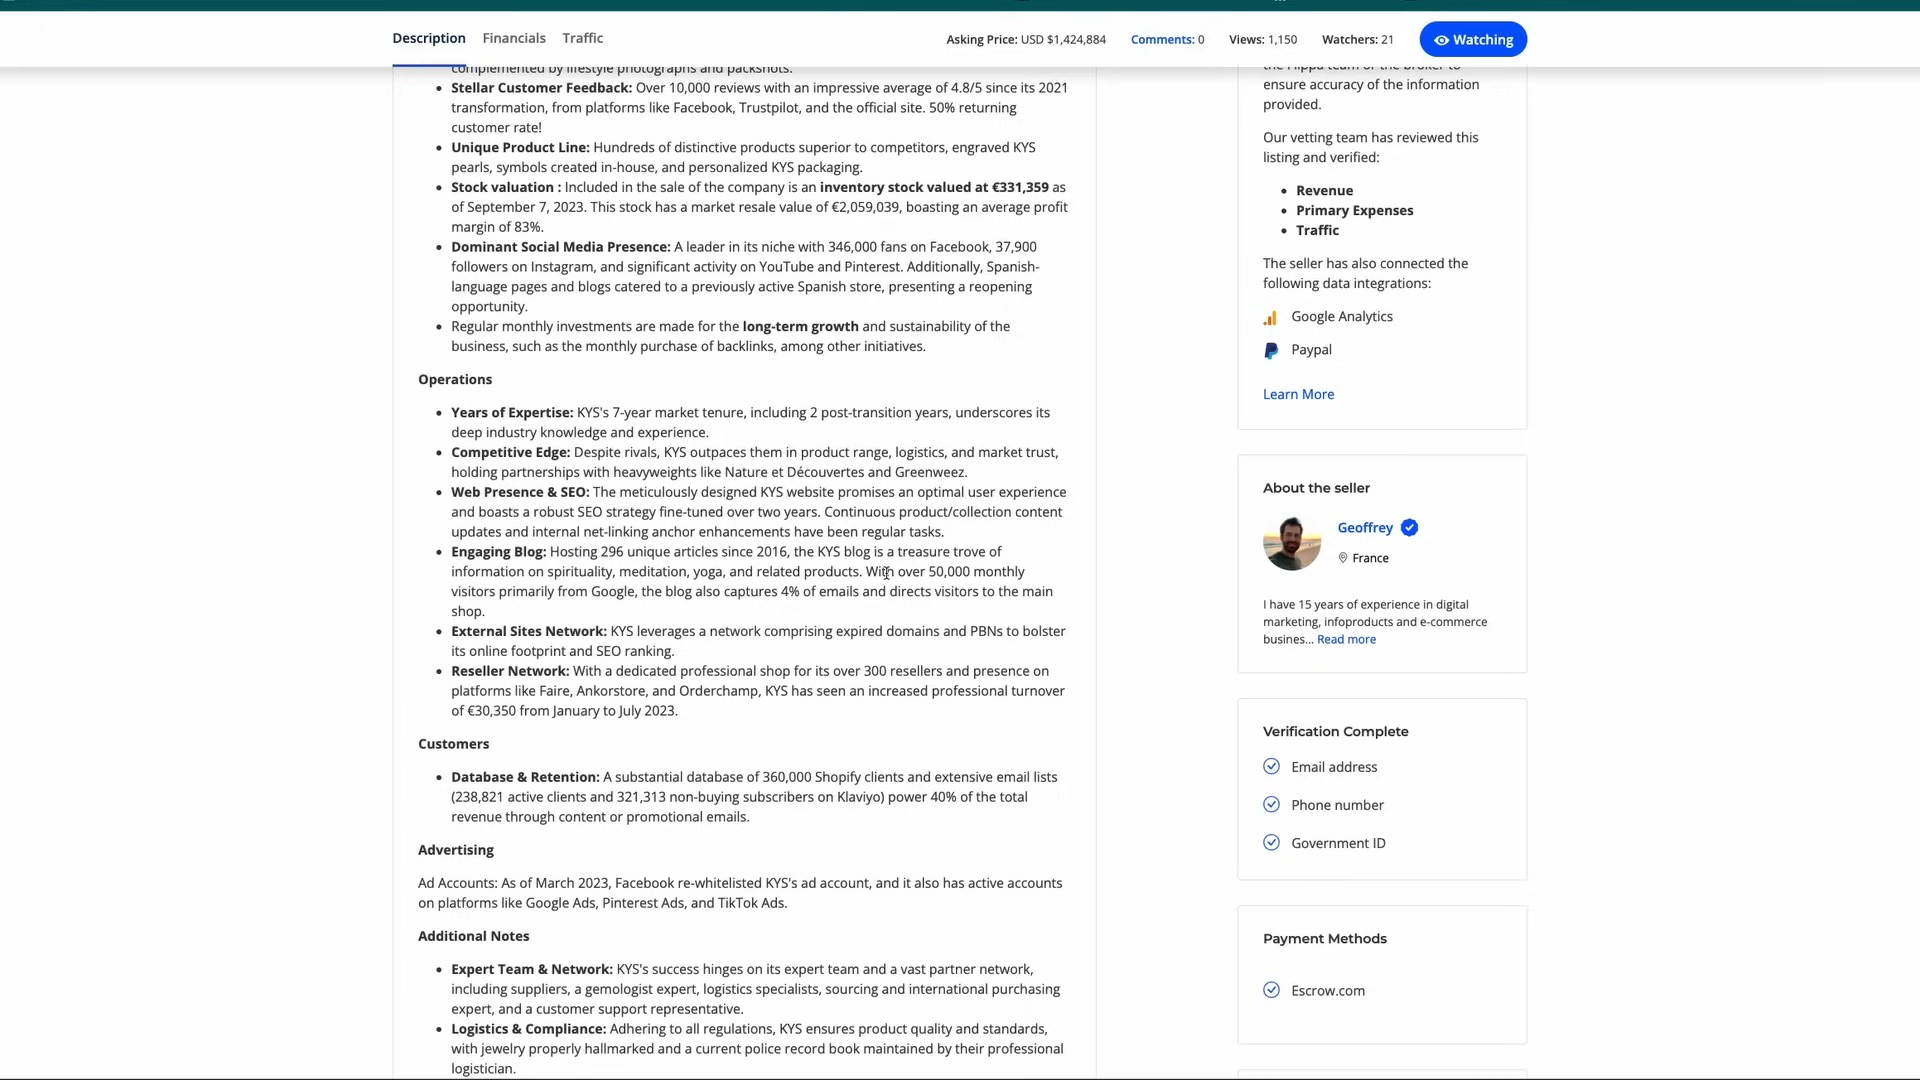 Description Financials Traffic
Asking Price: USD $1,424,884 Comments: 0 Views: 1,150 Watchers: 21 Watching
complemented by lifestyle photographs and packshots.
• Stellar Customer Feedback: Over 10,000 reviews with an impressive average of 4.8/5 since its 2021
transformation, from platforms like Facebook, Trustpilot, and the official site. 50% returning
customer rate!
• Unique Product Line: Hundreds of distinctive products superior to competitors, engraved KYS
pearls, symbols created in-house, and personalized KYS packaging.
• Stock valuation : Included in the sale of the company is an inventory stock valued at €331,359 as
of September 7, 2023. This stock has a market resale value of €2,059,039, boasting an average profit
margin of 83%.
• Dominant Social Media Presence: A leader in its niche with 346,000 fans on Facebook, 37,900
followers on Instagram, and significant activity on YouTube and Pinterest. Additionally, Spanish-
language pages and blogs catered to a previously active Spanish store, presenting a reopening
opportunity.
• Regular monthly investments are made for the long-term growth and sustainability of the
business, such as the monthly purchase of backlinks, among other initiatives.
Operations
• Years of Expertise: KYS's 7-year market tenure, including 2 post-transition years, underscores its
deep industry knowledge and experience.
• Competitive Edge: Despite rivals, KYS outpaces them in product range, logistics, and market trust,
holding partnerships with heavyweights like Nature et Découvertes and Greenweez.
• Web Presence & SEO: The meticulously designed KYS website promises an optimal user experience
and boasts a robust SEO strategy fine-tuned over two years. Continuous product/collection content
updates and internal net-linking anchor enhancements have been regular tasks.
• Engaging Blog: Hosting 296 unique articles since 2016, the KYS blog is a treasure trove of
information on spirituality, meditation, yoga, and related products. With over 50,000 monthly
visitors primarily from Google, the blog also captures 4% of emails and directs visitors to the main
shop.
• External Sites Network: KYS leverages a network comprising expired domains and PBNs to bolster
its online footprint and SEO ranking.
• Reseller Network: With a dedicated professional shop for its over 300 resellers and presence on
platforms like Faire, Ankorstore, and Orderchamp, KYS has seen an increased professional turnover
of €30,350 from January to July 2023.
Customers
• Database & Retention: A substantial database of 360,000 Shopify clients and extensive email lists
(238,821 active clients and 321,313 non-buying subscribers on Klaviyo) power 40% of the total
revenue through content or promotional emails.
Advertising
Ad Accounts: As of March 2023, Facebook re-whitelisted KYS's ad account, and it also has active accounts
on platforms like Google Ads, Pinterest Ads, and TikTok Ads.
Additional Notes
• Expert Team & Network: KYS's success hinges on its expert team and a vast partner network,
including suppliers, a gemologist expert, logistics specialists, sourcing and international purchasing
expert, and a customer support representative.
• Logistics & Compliance: Adhering to all regulations, KYS ensures product quality and standards,
with jewelry properly hallmarked and a current police record book maintained by their professional
logistician.
the Flippa team or the broker to
ensure accuracy of the information
provided.
Our vetting team has reviewed this
listing and verified:
• Revenue
• Primary Expenses
• Traffic
The seller has also connected the
following data integrations:
Google Analytics
Paypal
Learn More
About the seller
Geoffrey
France
I have 15 years of experience in digital
marketing, infoproducts and e-commerce
busines... Read more
Verification Complete
Email address
Phone number
Government ID
Payment Methods
Escrow.com